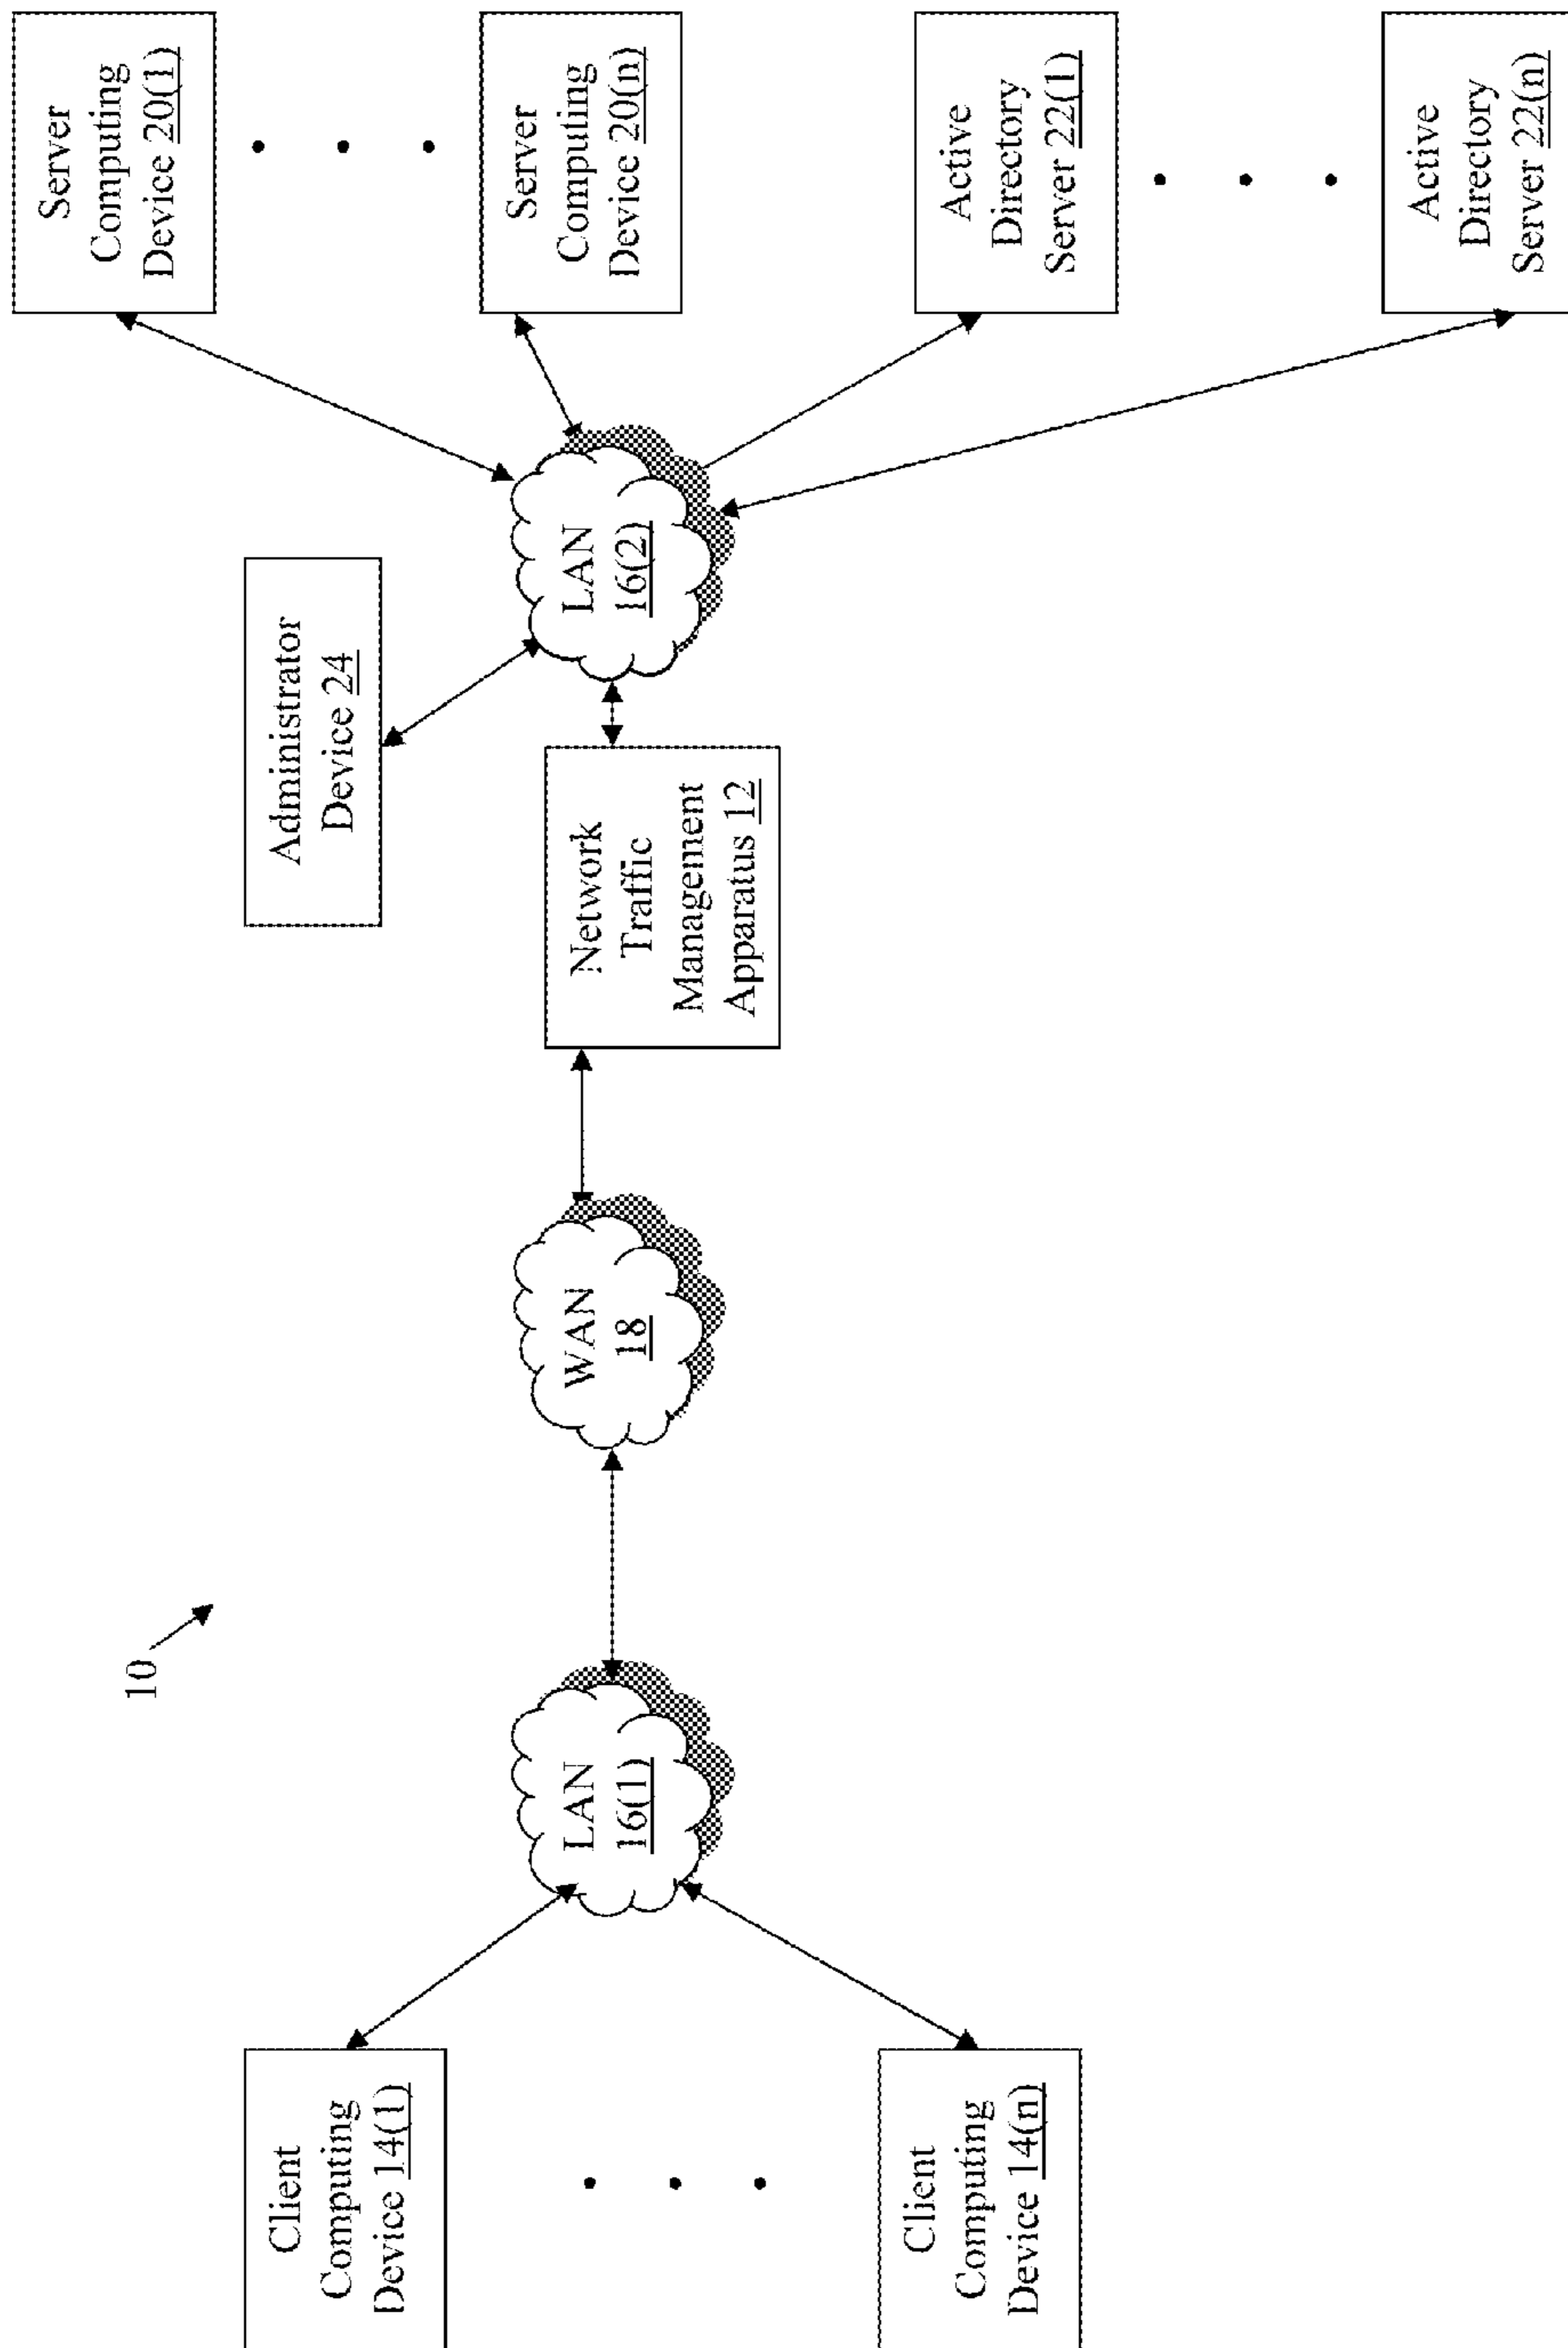 10
Client
Computing
Device 14(1)
Client
Computing
Device 14(n)
LAN
16(1)
WAN
18
Network
Traffic
Management
Apparatus 12
Administrator
Device 24
LAN
16(2)
Server
Computing
Device 20(1)
Server
Computing
Device 20(n)
Active
Directory
Server 22(1)
Active
Directory
Server 22(n)